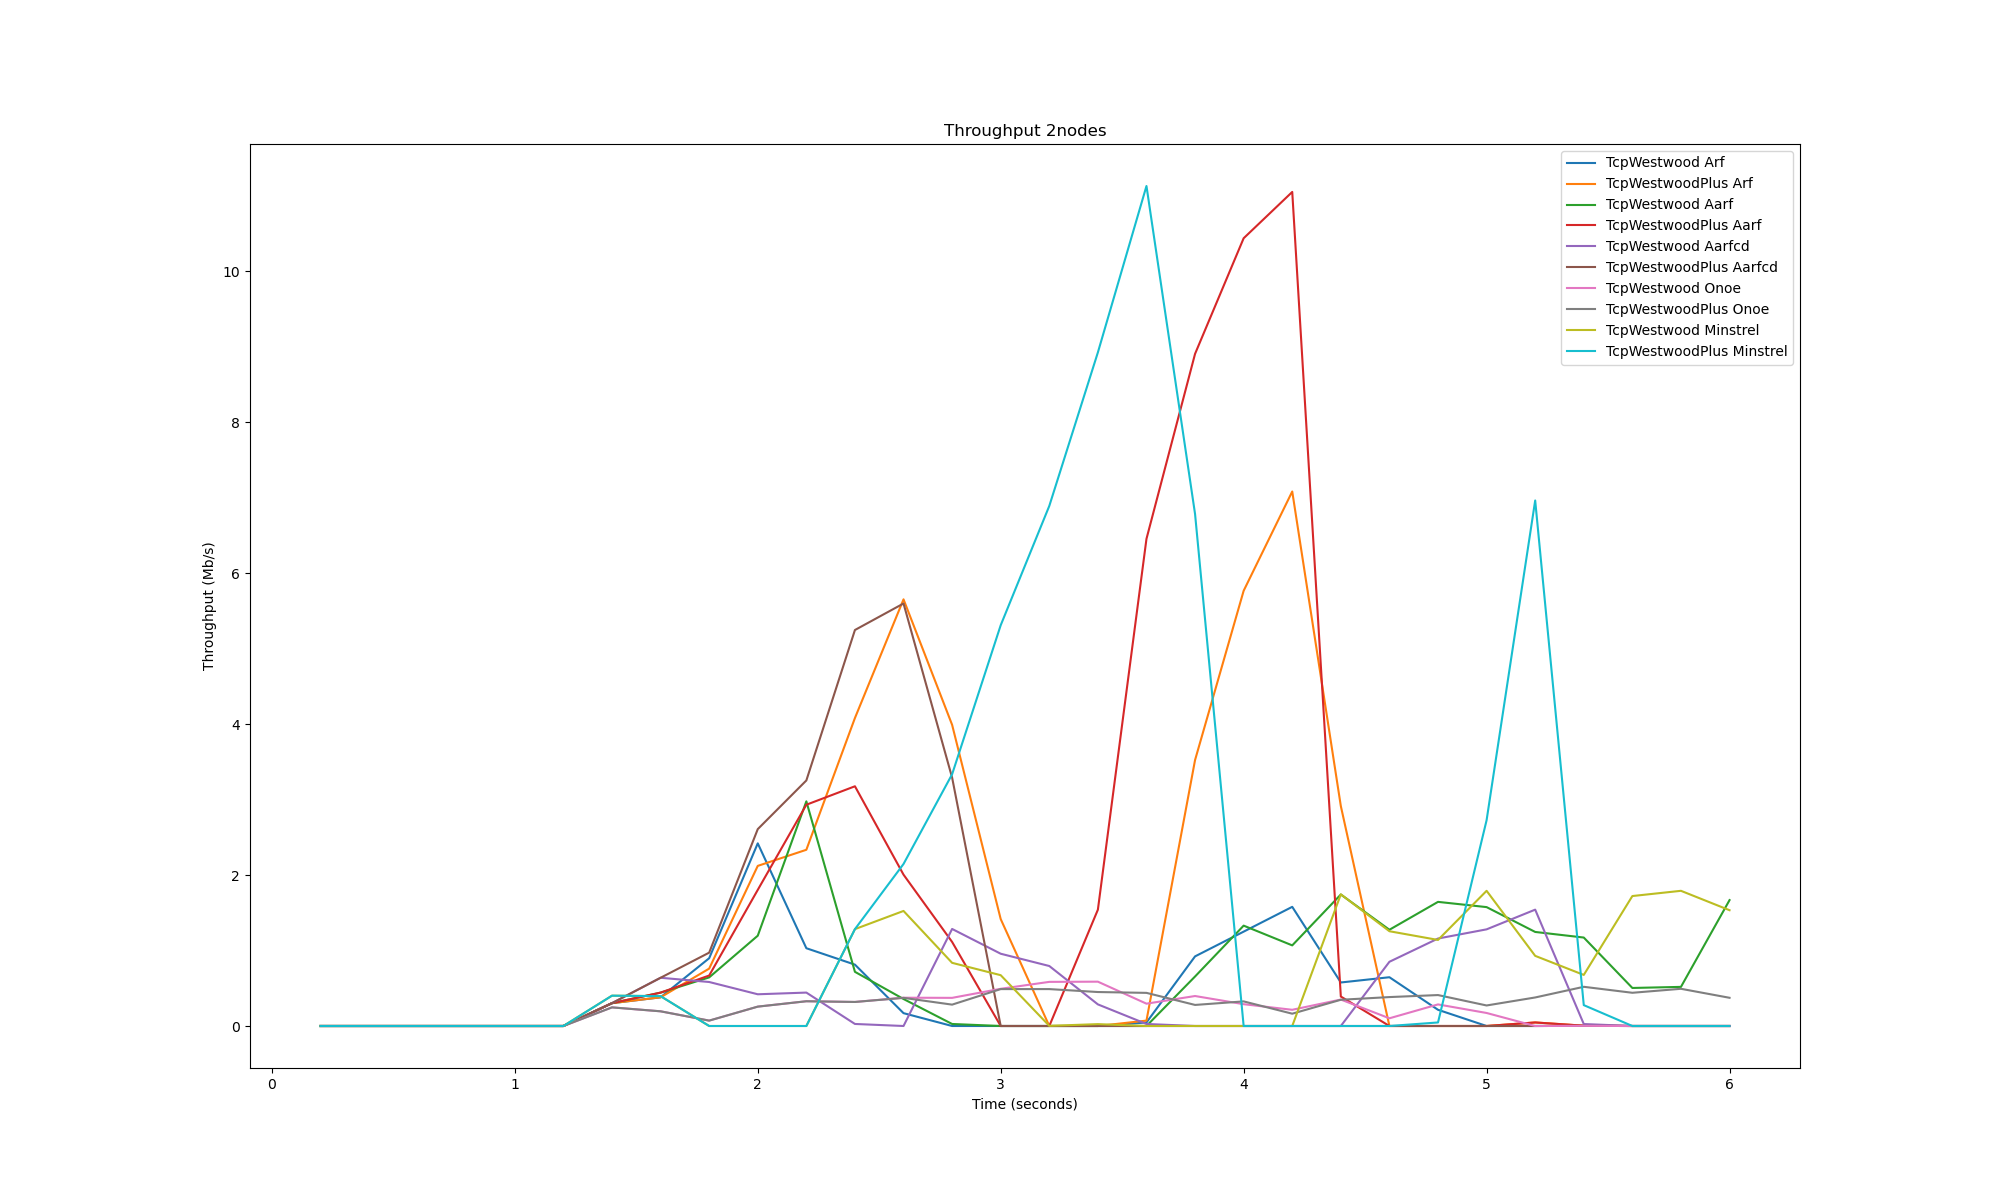 Throughput 2nodes
TcpWestwood Arf
TcpWestwoodPlus Arf
TcpWestwood Aarf
TcpWestwoodPlus Aarf
TcpWestwood Aarfcd
TcpWestwoodPlus Aarfcd
TcpWestwood Onoe
TcpWestwoodPlus Onoe
TcpWestwood Minstrel
TcpWestwoodPlus Minstrel
Throughput (Mb/s)
10
8
6
4
2
0
0 1 2 3 4 5 6
Time (seconds)